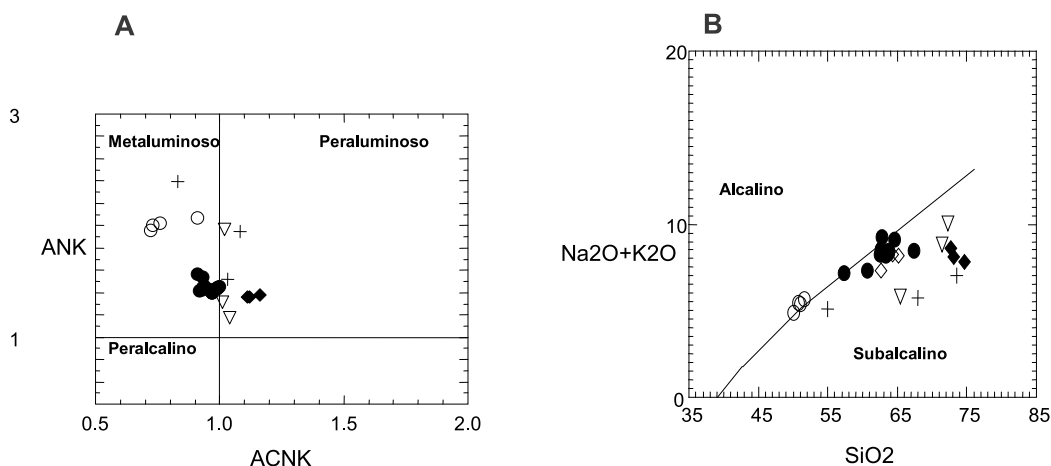 A
3
Metaluminoso
Peraluminoso
ANK
1
Peralcalino
0.5
1.0
1.5
2.0
ACNK
B
20
Alcalino
Na2O+K2O
10
Subalcalino
0
35
45
55
65
75
85
SiO2